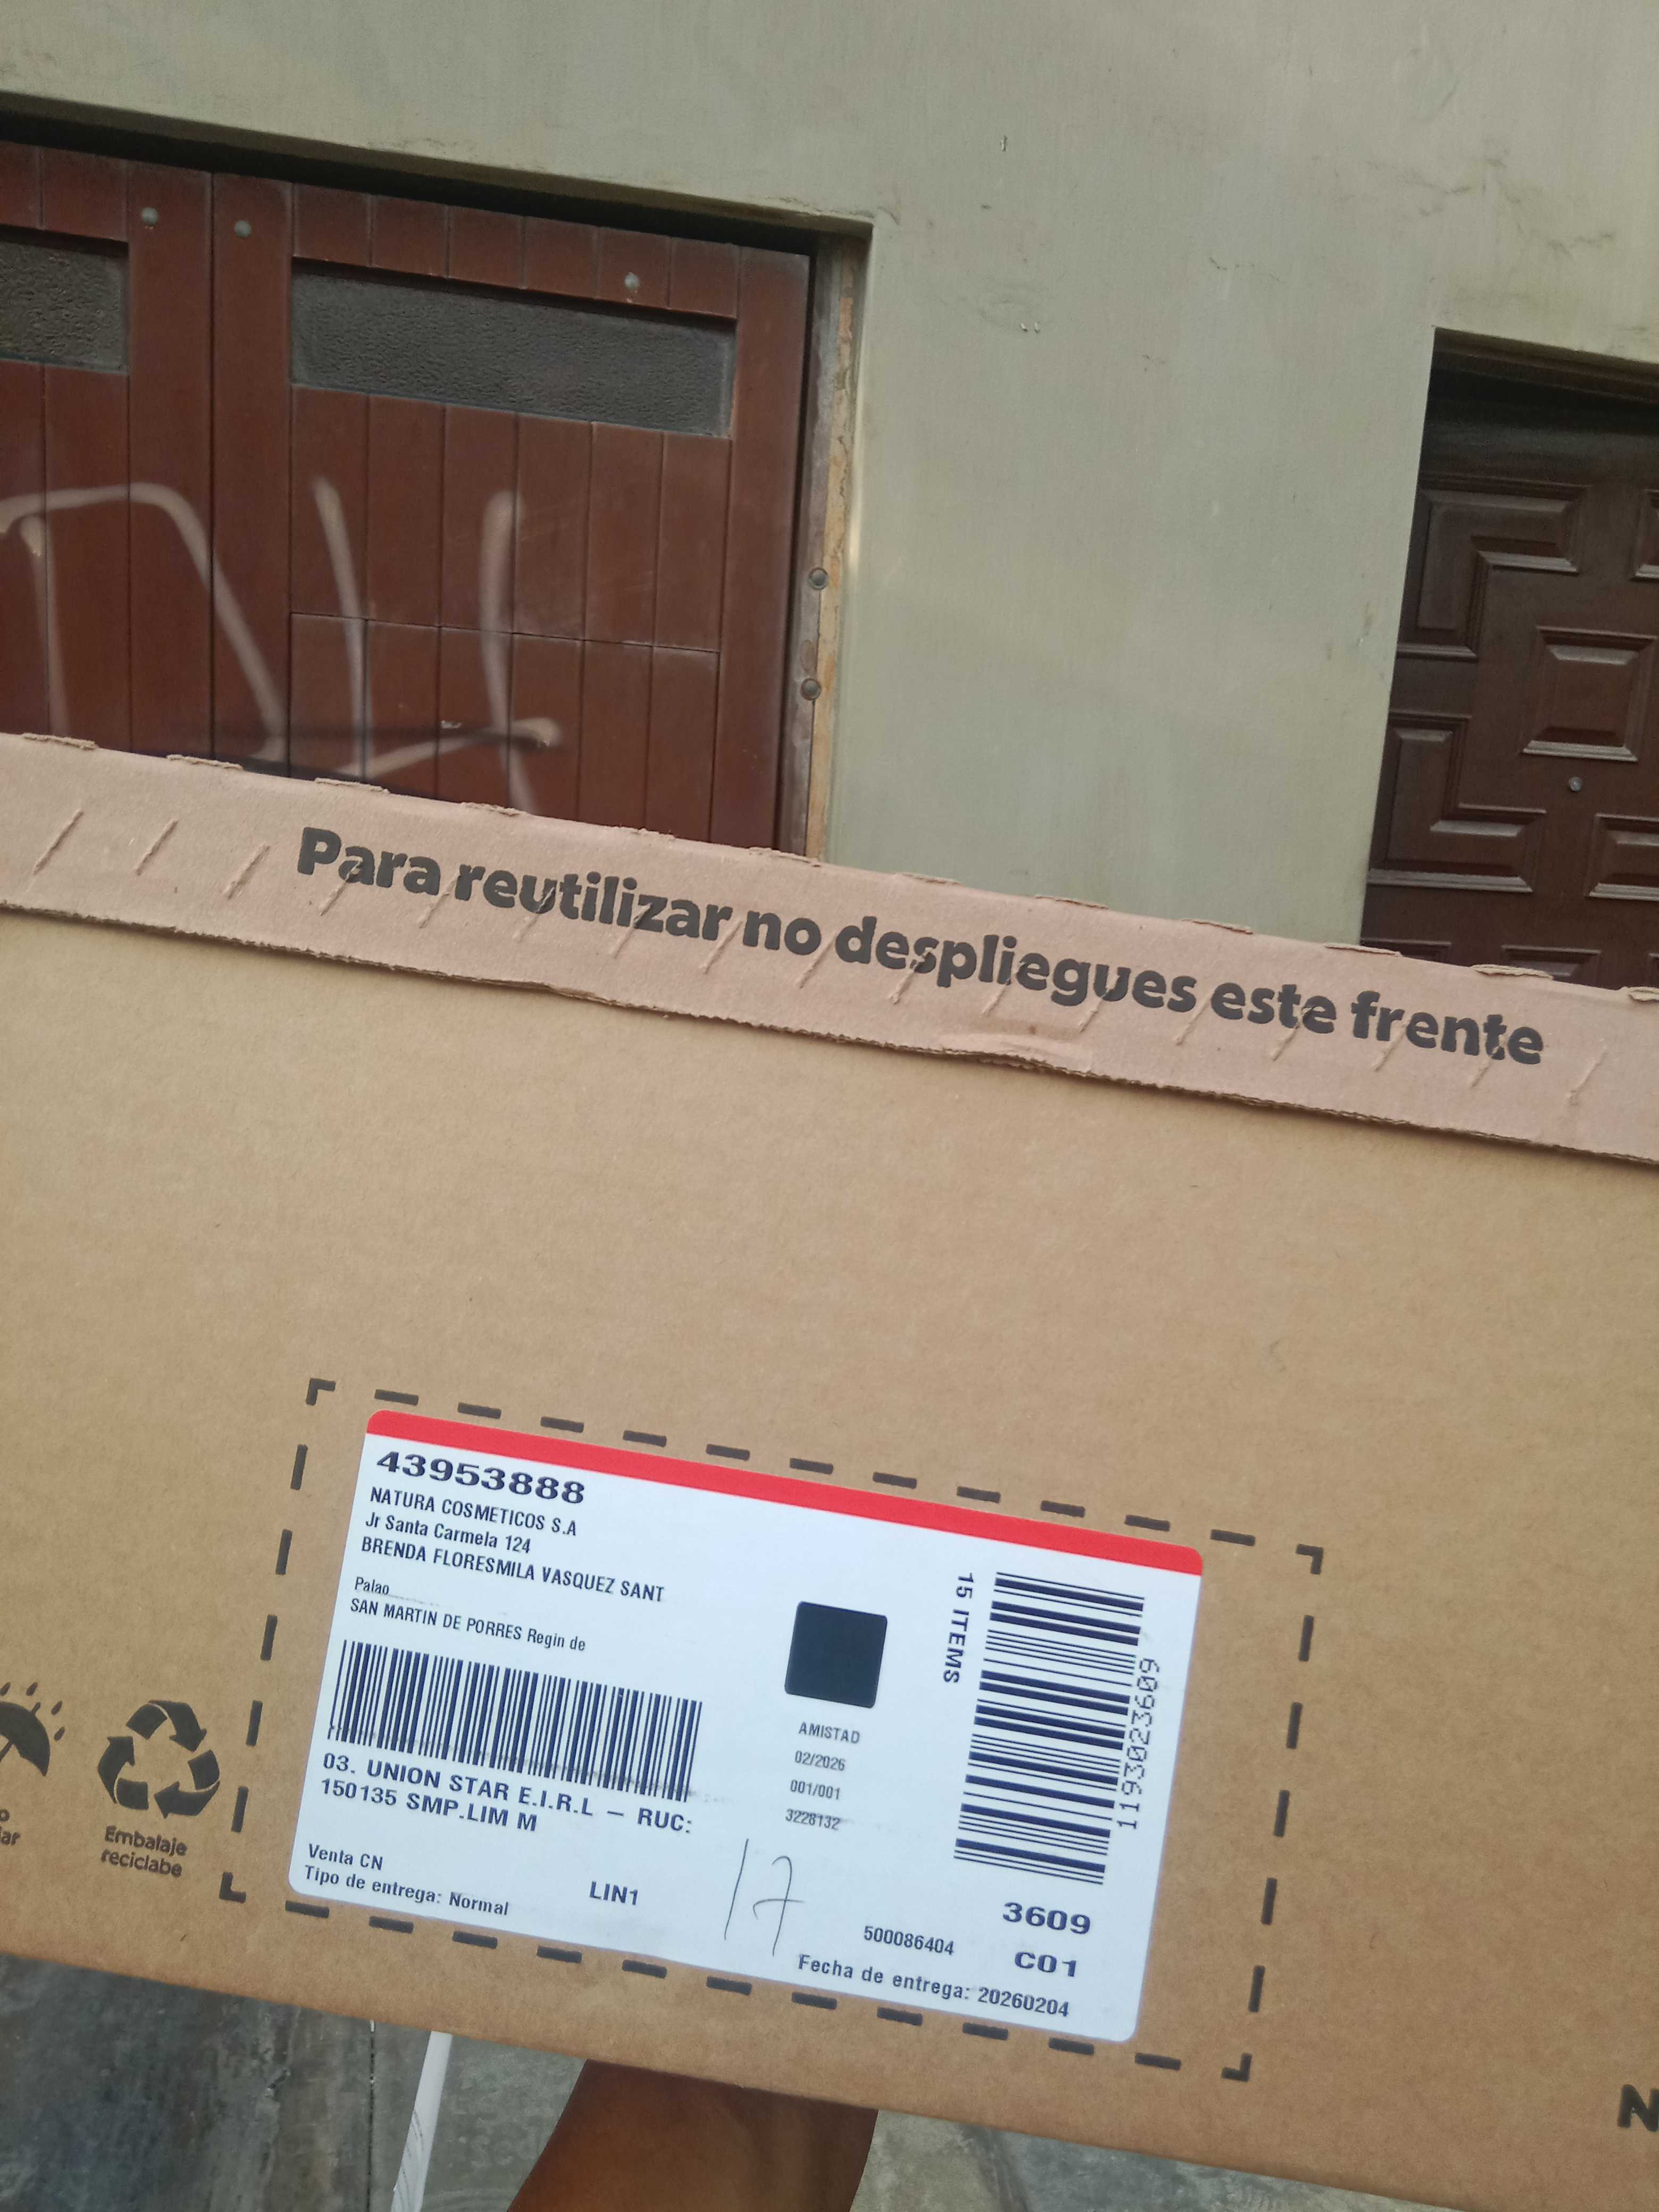 Para reutilizar no despliegues este frente
43953888
NATURA COSMETICOS S.A
Jr Santa Carmela 124
BRENDA FLORESMILA VASQUEZ SANT
Palao
SAN MARTIN DE PORRES Regin de
03. UNION STAR E.I.R.L – RUC:
150135 SMP.LIM M
Venta CN
Tipo de entrega: Normal
LIN1
AMISTAD
02/2026
001/001
3228132
17
15 ITEMS
1193023609
3609
500086404
C01
Fecha de entrega: 20260204
Embalaje
reciclabe